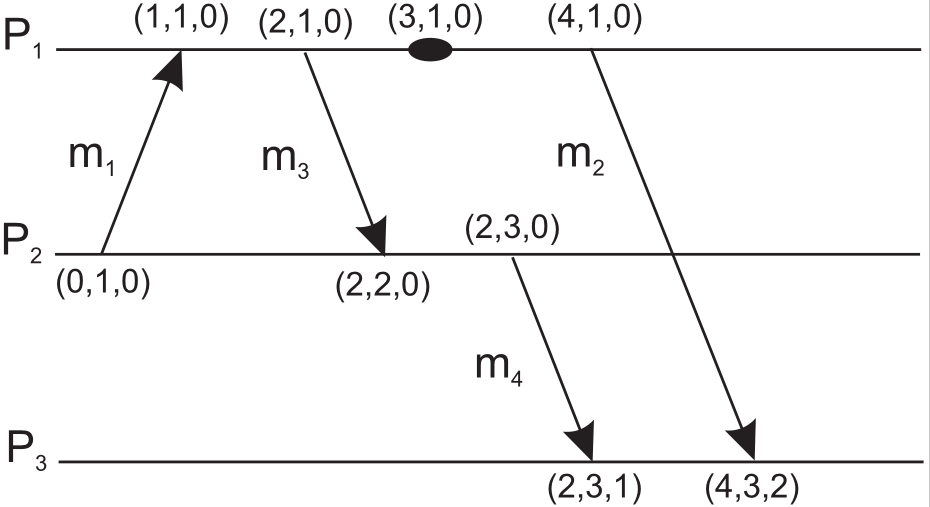 P1 (1,1,0) (2,1,0) (3,1,0) (4,1,0)
m1 m3 m2
P2 (2,3,0)
(0,1,0) (2,2,0)
m4
P3
(2,3,1) (4,3,2)